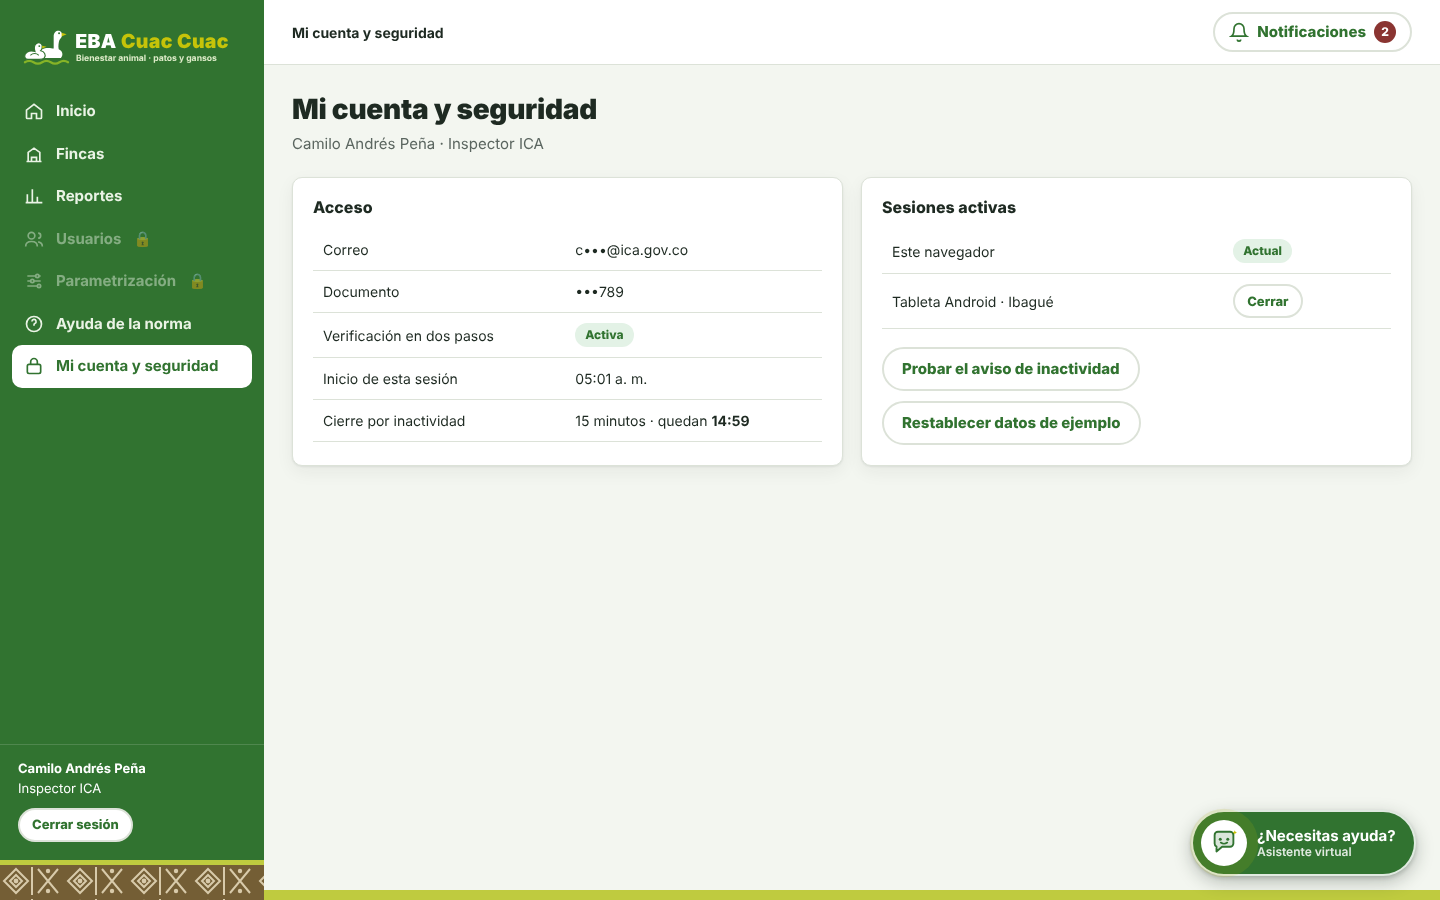 EBA Cuac Cuac
Bienestar animal · patos y gansos
Inicio
Fincas
Reportes
Usuarios
Parametrización
Ayuda de la norma
Mi cuenta y seguridad
Camilo Andrés Peña
Inspector ICA
Cerrar sesión
Mi cuenta y seguridad
Notificaciones 2
Mi cuenta y seguridad
Camilo Andrés Peña · Inspector ICA
Acceso
Correo c•••@ica.gov.co
Documento •••789
Verificación en dos pasos Activa
Inicio de esta sesión 05:01 a. m.
Cierre por inactividad 15 minutos · quedan 14:59
Sesiones activas
Este navegador Actual
Tableta Android · Ibagué Cerrar
Probar el aviso de inactividad
Restablecer datos de ejemplo
¿Necesitas ayuda?
Asistente virtual